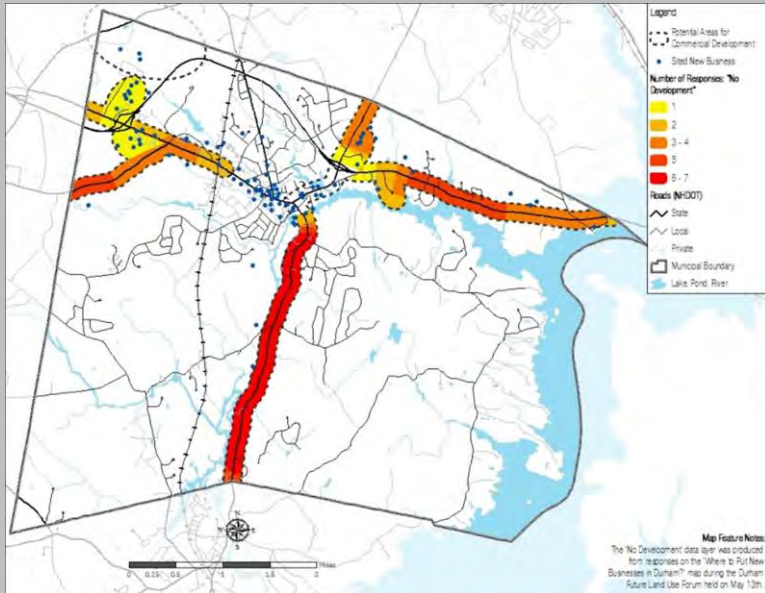 Legend
Potential Areas for
Commercial Development
Sited New Business
Number of Responses: "No
Development"
1
2
3 - 4
5
6 - 7
Roads (NHDOT)
State
Local
Private
Municipal Boundary
Lake, Pond, River
N
W
E
S
0
0.25
0.5
1
1.5
2
Miles
Map Feature Notes:
The 'No Development' data layer was produced
from responses on the "Where to Put New
Businesses in Durham?" map during the Durham
Future Land Use Forum held on May 13th.